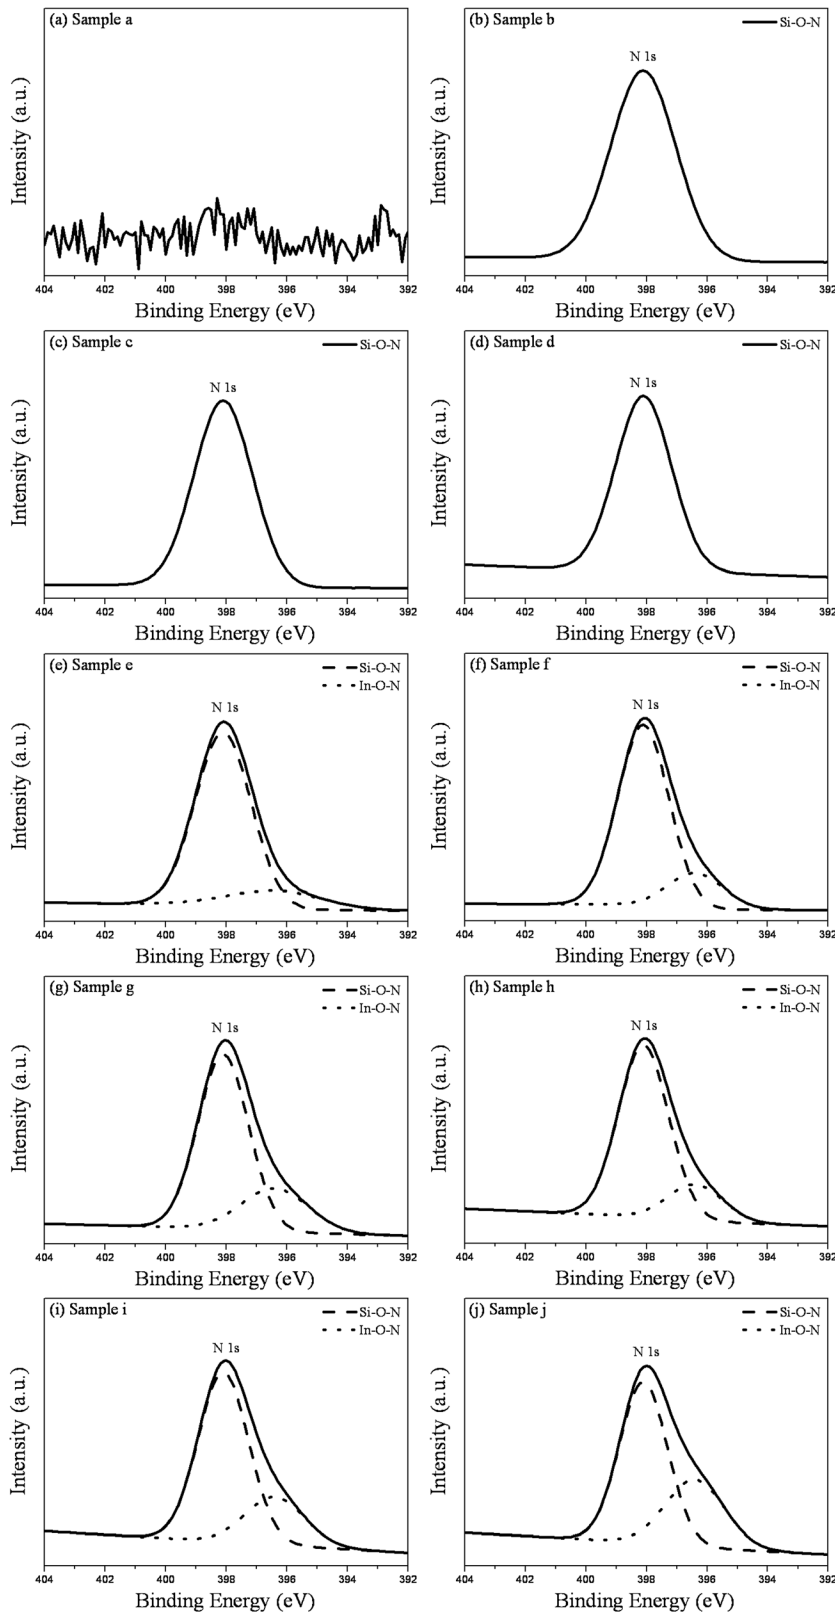 (a) Sample a
Intensity (a.u.)
404 402 400 398 396 394 392
Binding Energy (eV)
(b) Sample b
Si-O-N
N 1s
Intensity (a.u.)
404 402 400 398 396 394 392
Binding Energy (eV)
(c) Sample c
Si-O-N
N 1s
Intensity (a.u.)
404 402 400 398 396 394 392
Binding Energy (eV)
(d) Sample d
Si-O-N
N 1s
Intensity (a.u.)
404 402 400 398 396 394 392
Binding Energy (eV)
(e) Sample e
Si-O-N
In-O-N
N 1s
Intensity (a.u.)
404 402 400 398 396 394 392
Binding Energy (eV)
(f) Sample f
Si-O-N
In-O-N
N 1s
Intensity (a.u.)
404 402 400 398 396 394 392
Binding Energy (eV)
(g) Sample g
Si-O-N
In-O-N
N 1s
Intensity (a.u.)
404 402 400 398 396 394 392
Binding Energy (eV)
(h) Sample h
Si-O-N
In-O-N
N 1s
Intensity (a.u.)
404 402 400 398 396 394 392
Binding Energy (eV)
(i) Sample i
Si-O-N
In-O-N
N 1s
Intensity (a.u.)
404 402 400 398 396 394 392
Binding Energy (eV)
(j) Sample j
Si-O-N
In-O-N
N 1s
Intensity (a.u.)
404 402 400 398 396 394 392
Binding Energy (eV)